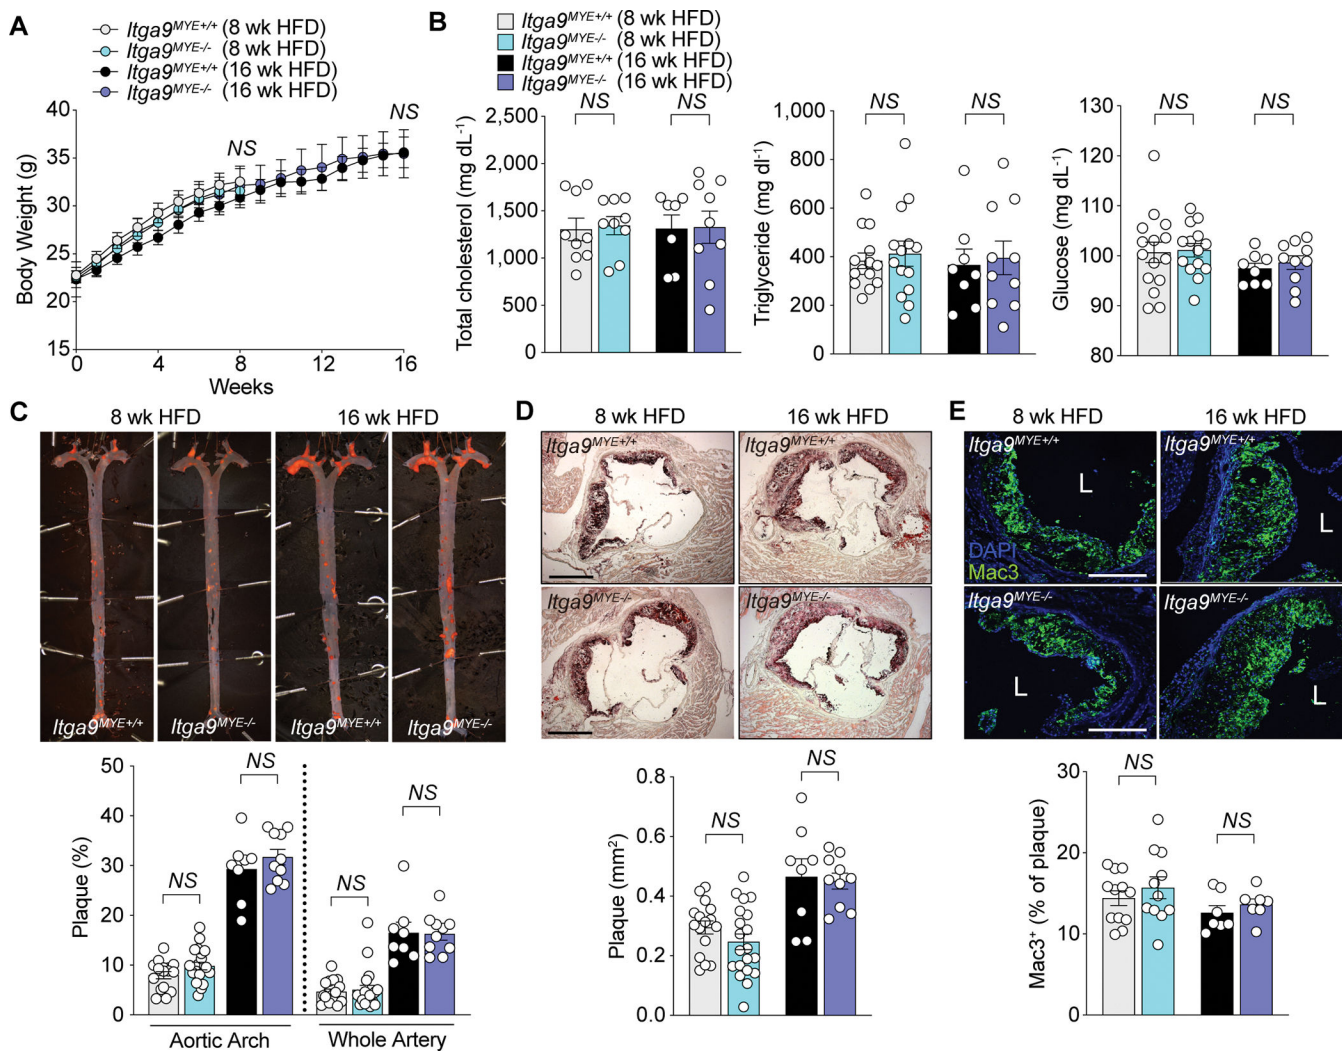 A
Itga9MYE+/+ (8 wk HFD)
Itga9MYE-/- (8 wk HFD)
Itga9MYE+/+ (16 wk HFD)
Itga9MYE-/- (16 wk HFD)
Body Weight (g)
40
35
30
25
20
15
NS
NS
0
4
8
12
16
Weeks
B
Itga9MYE+/+ (8 wk HFD)
Itga9MYE-/- (8 wk HFD)
Itga9MYE+/+ (16 wk HFD)
Itga9MYE-/- (16 wk HFD)
Total cholesterol (mg dL-1)
2,500
2,000
1,500
1,000
500
0
NS
NS
Triglyceride (mg dl-1)
1,000
800
600
400
200
0
NS
NS
Glucose (mg dL-1)
130
120
110
100
90
80
NS
NS
C
8 wk HFD
16 wk HFD
Itga9MYE+/+
Itga9MYE-/-
Itga9MYE+/+
Itga9MYE-/-
Plaque (%)
50
40
30
20
10
0
NS
NS
NS
NS
Aortic Arch
Whole Artery
D
8 wk HFD
16 wk HFD
Itga9MYE+/+
Itga9MYE+/+
Itga9MYE-/-
Itga9MYE-/-
Plaque (mm2)
0.8
0.6
0.4
0.2
0.0
NS
NS
E
8 wk HFD
16 wk HFD
Itga9MYE+/+
Itga9MYE+/+
L
L
DAPI
Mac3
Itga9MYE-/-
Itga9MYE-/-
L
L
Mac3+ (% of plaque)
30
20
10
0
NS
NS